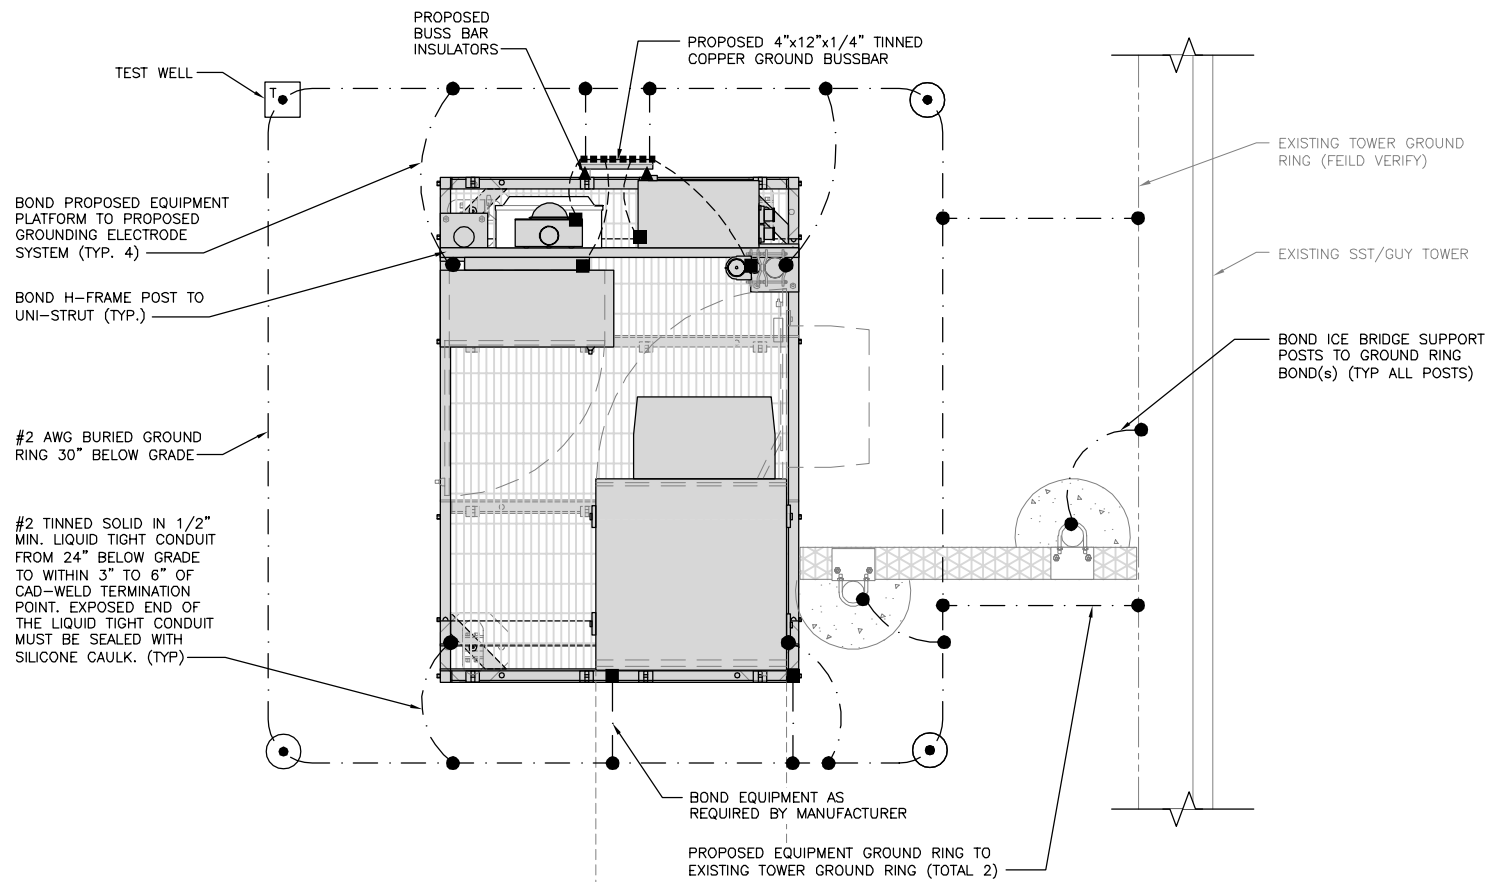 PROPOSED
BUSS BAR
INSULATORS
PROPOSED 4"x12"x1/4" TINNED
COPPER GROUND BUSSBAR
TEST WELL
T
EXISTING TOWER GROUND
RING (FEILD VERIFY)
BOND PROPOSED EQUIPMENT
PLATFORM TO PROPOSED
GROUNDING ELECTRODE
SYSTEM (TYP. 4)
EXISTING SST/GUY TOWER
BOND H-FRAME POST TO
UNI-STRUT (TYP.)
BOND ICE BRIDGE SUPPORT
POSTS TO GROUND RING
BOND(s) (TYP ALL POSTS)
#2 AWG BURIED GROUND
RING 30" BELOW GRADE
#2 TINNED SOLID IN 1/2"
MIN. LIQUID TIGHT CONDUIT
FROM 24" BELOW GRADE
TO WITHIN 3" TO 6" OF
CAD-WELD TERMINATION
POINT. EXPOSED END OF
THE LIQUID TIGHT CONDUIT
MUST BE SEALED WITH
SILICONE CAULK. (TYP)
BOND EQUIPMENT AS
REQUIRED BY MANUFACTURER
PROPOSED EQUIPMENT GROUND RING TO
EXISTING TOWER GROUND RING (TOTAL 2)